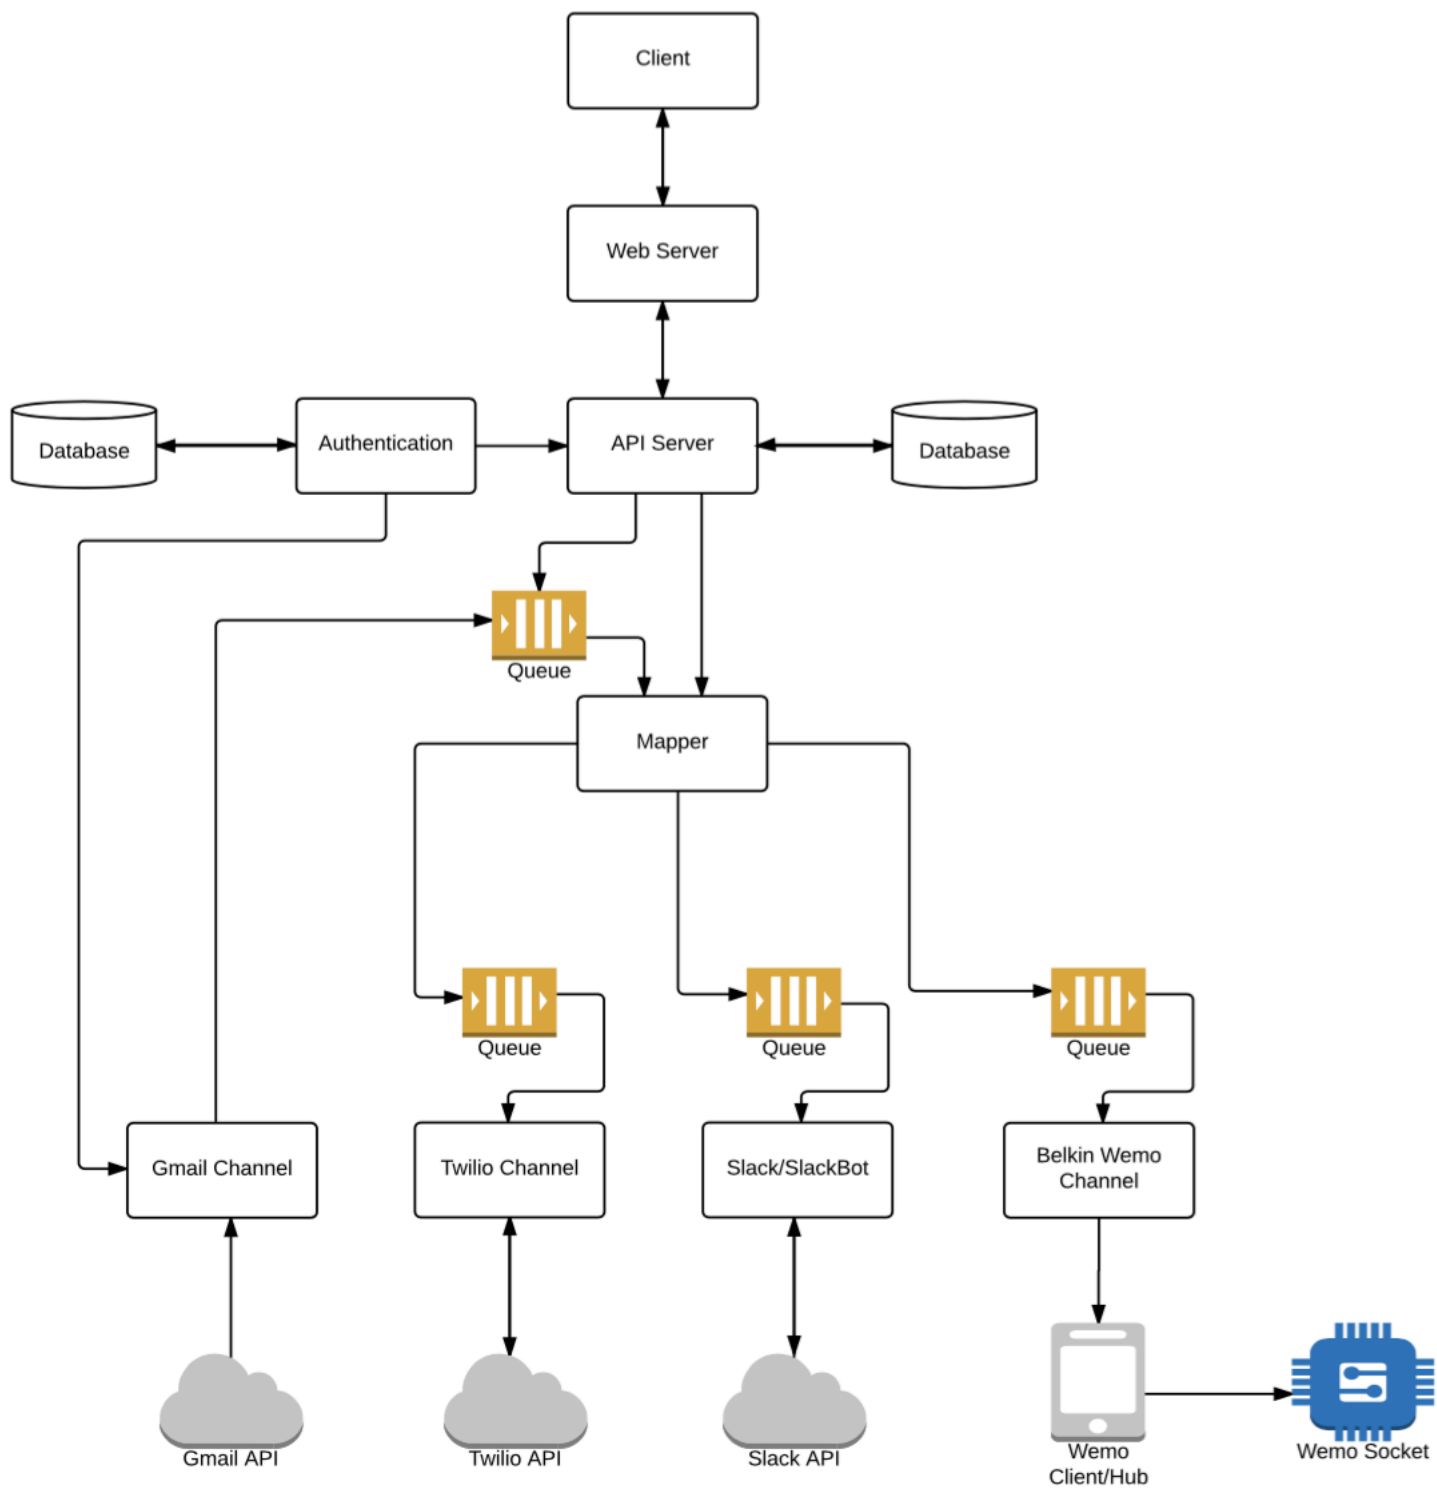 Client
Web Server
Database
Authentication
API Server
Database
Queue
Mapper
Queue
Queue
Queue
Gmail Channel
Twilio Channel
Slack/SlackBot
Belkin Wemo
Channel
Gmail API
Twilio API
Slack API
Wemo
Client/Hub
Wemo Socket